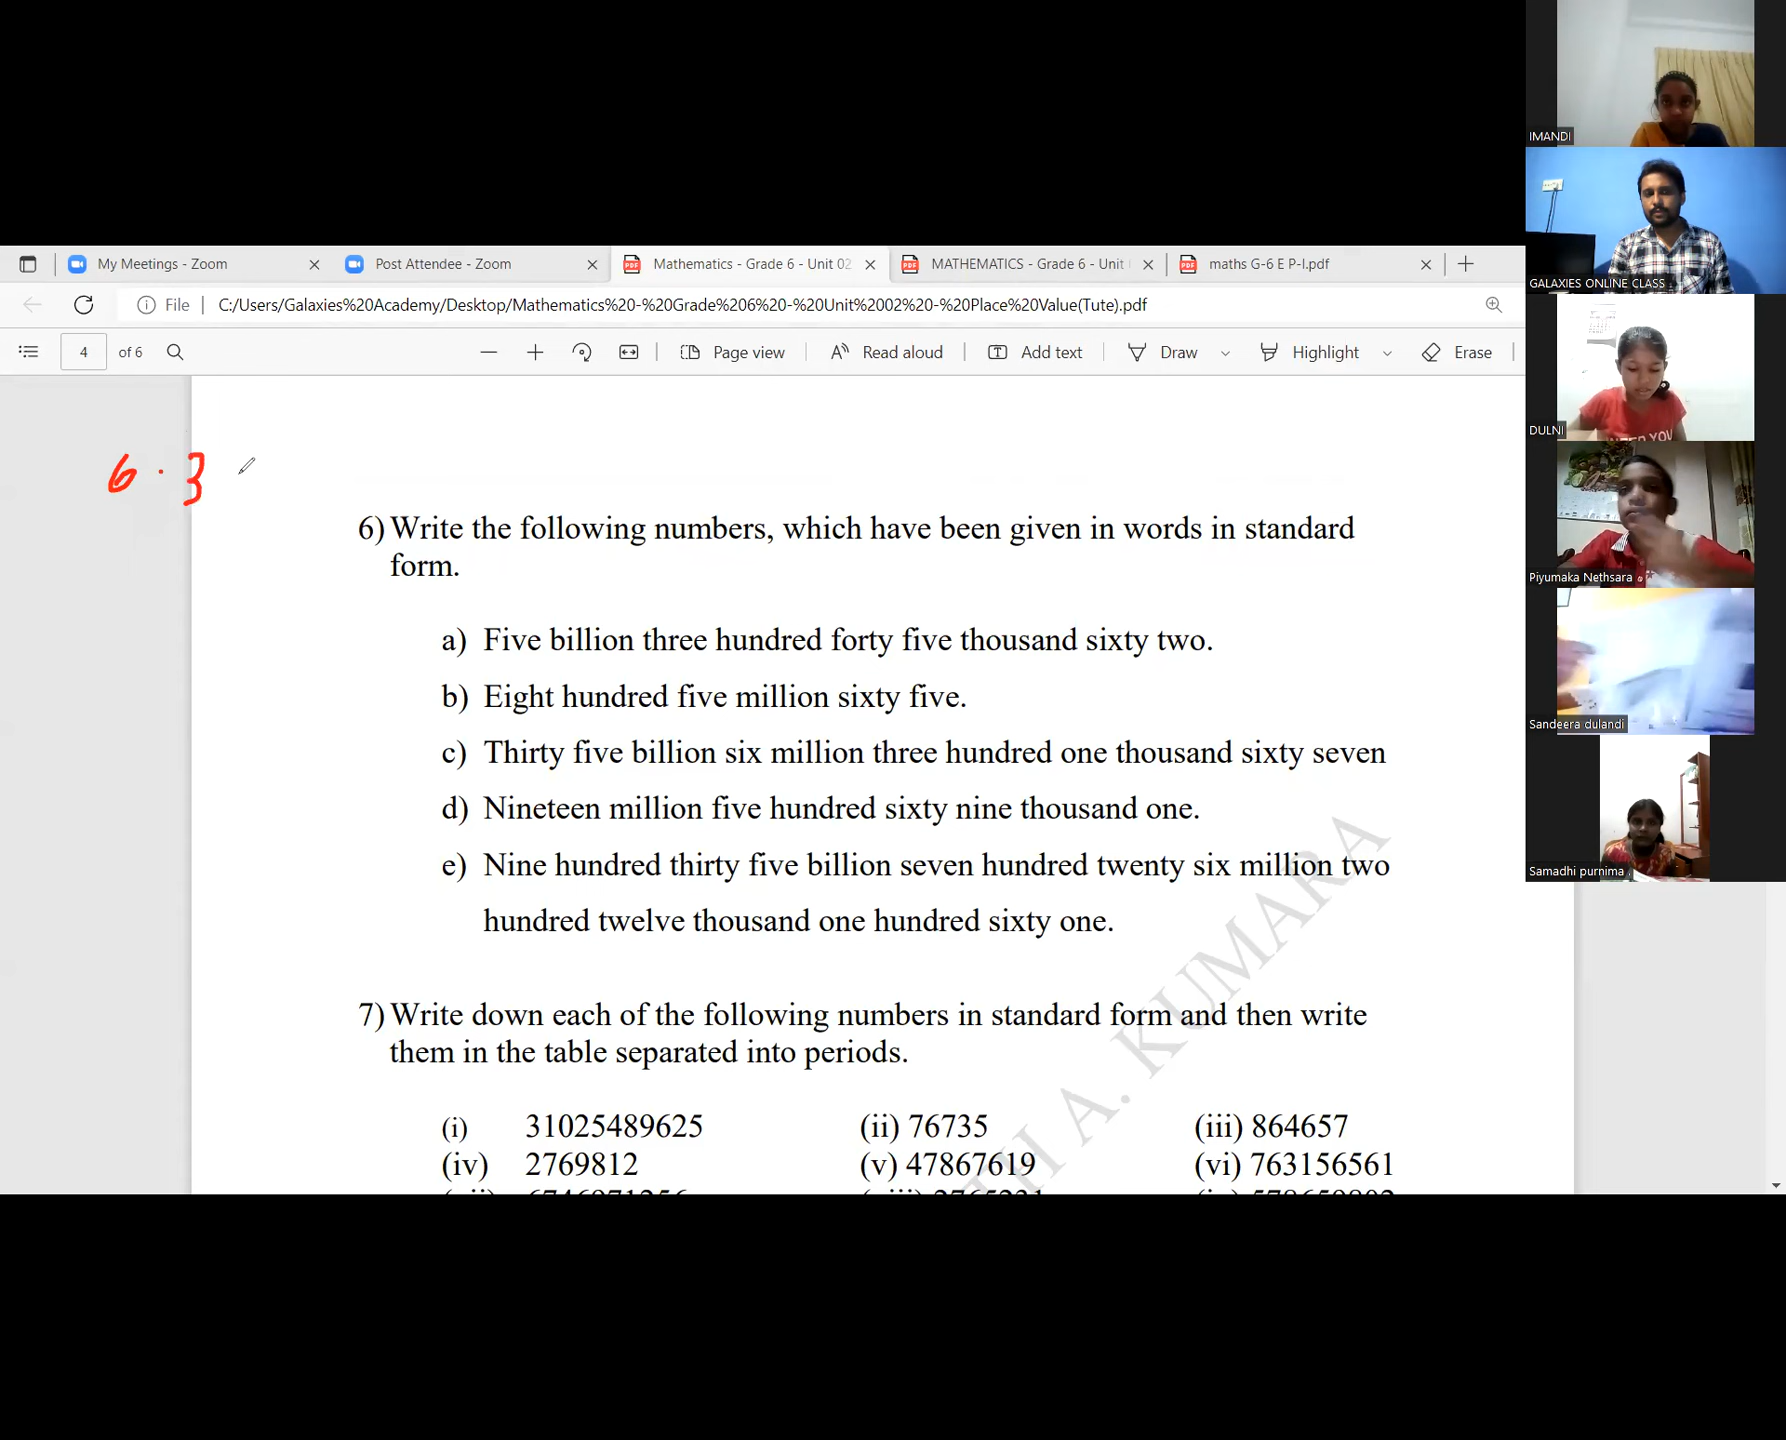 My Meetings - Zoom
Post Attendee - Zoom
Mathematics - Grade 6 - Unit 02
MATHEMATICS - Grade 6 - Unit
maths G-6 E P-I.pdf
File
C:/Users/Galaxies%20Academy/Desktop/Mathematics%20-%20Grade%206%20-%20Unit%2002%20-%20Place%20Value(Tute).pdf
4 of 6
Page view
Read aloud
Add text
Draw
Highlight
Erase
6 . 3
6) Write the following numbers, which have been given in words in standard
form.
a) Five billion three hundred forty five thousand sixty two.
b) Eight hundred five million sixty five.
c) Thirty five billion six million three hundred one thousand sixty seven
d) Nineteen million five hundred sixty nine thousand one.
e) Nine hundred thirty five billion seven hundred twenty six million two
hundred twelve thousand one hundred sixty one.
7) Write down each of the following numbers in standard form and then write
them in the table separated into periods.
(i) 31025489625 (ii) 76735 (iii) 864657
(iv) 2769812 (v) 47867619 (vi) 763156561
A. KUMARA
IMANDI
GALAXIES ONLINE CLASS
DULNI
Piyumaka Nethsara
Sandeera dulandi
Samadhi purnima